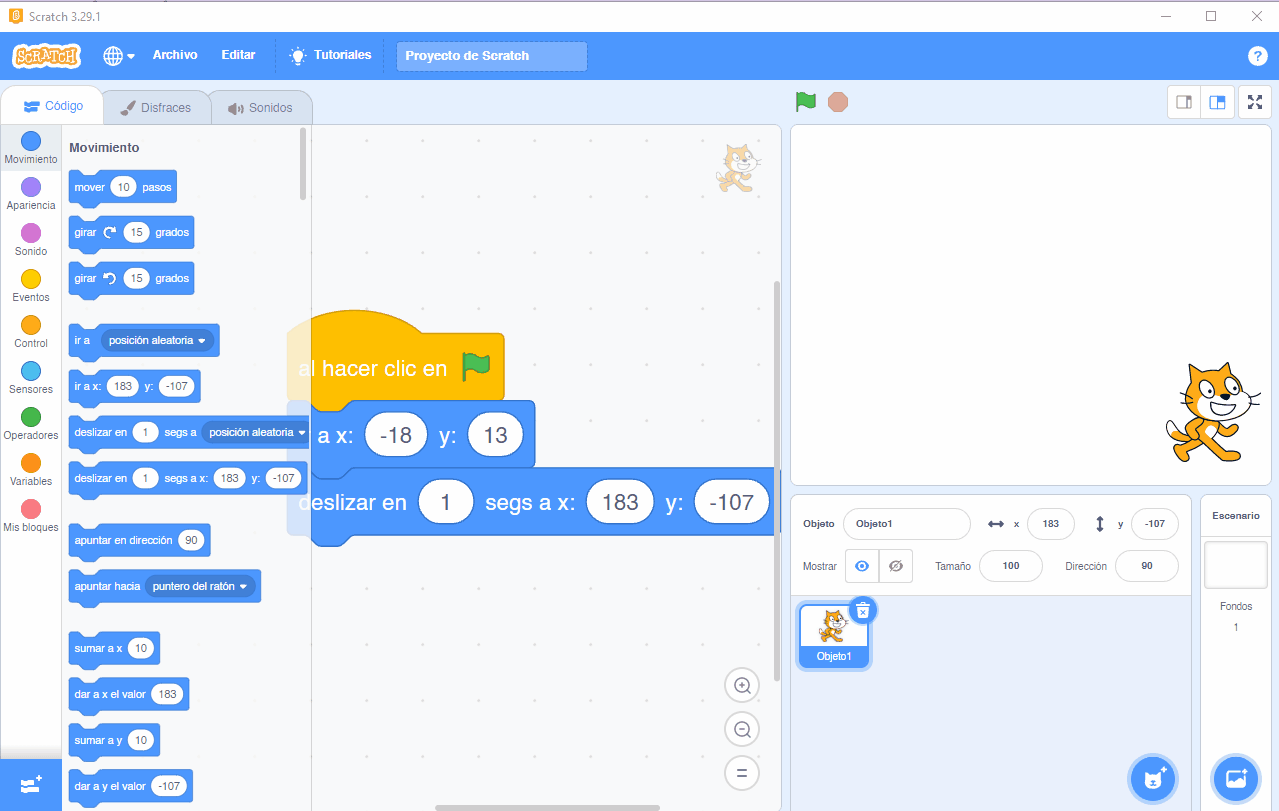 Scratch 3.29.1
SCRATCH
Archivo
Editar
Tutoriales
Proyecto de Scratch
?
Código
Disfraces
Sonidos
Movimiento
Apariencia
Sonido
Eventos
Control
Sensores
Operadores
Variables
Mis bloques
Movimiento
mover 10 pasos
girar 15 grados
girar 15 grados
ir a posición aleatoria
ir a x: 183 y: -107
deslizar en 1 segs a posición aleatoria
deslizar en 1 segs a x: 183 y: -107
apuntar en dirección 90
apuntar hacia puntero del ratón
sumar a x 10
dar a x el valor 183
sumar a y 10
dar a y el valor -107
al hacer clic en
a x: -18 y: 13
deslizar en 1 segs a x: 183 y: -107
Objeto Objeto1 x 183 y -107
Mostrar Tamaño 100 Dirección 90
Objeto1
Escenario
Fondos
1